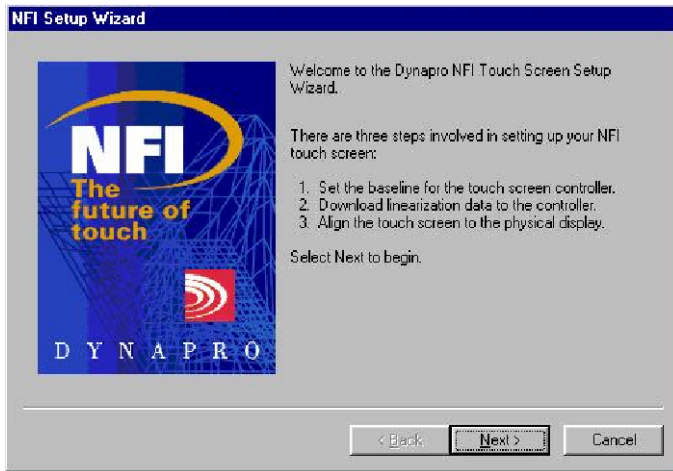 NFI Setup Wizard
NFI
The
future of
touch
DYNAPRO
Welcome to the Dynapro NFI Touch Screen Setup
Wizard.
There are three steps involved in setting up your NFI
touch screen:
1. Set the baseline for the touch screen controller.
2. Download linearization data to the controller.
3. Align the touch screen to the physical display.
Select Next to begin.
< Back
Next >
Cancel